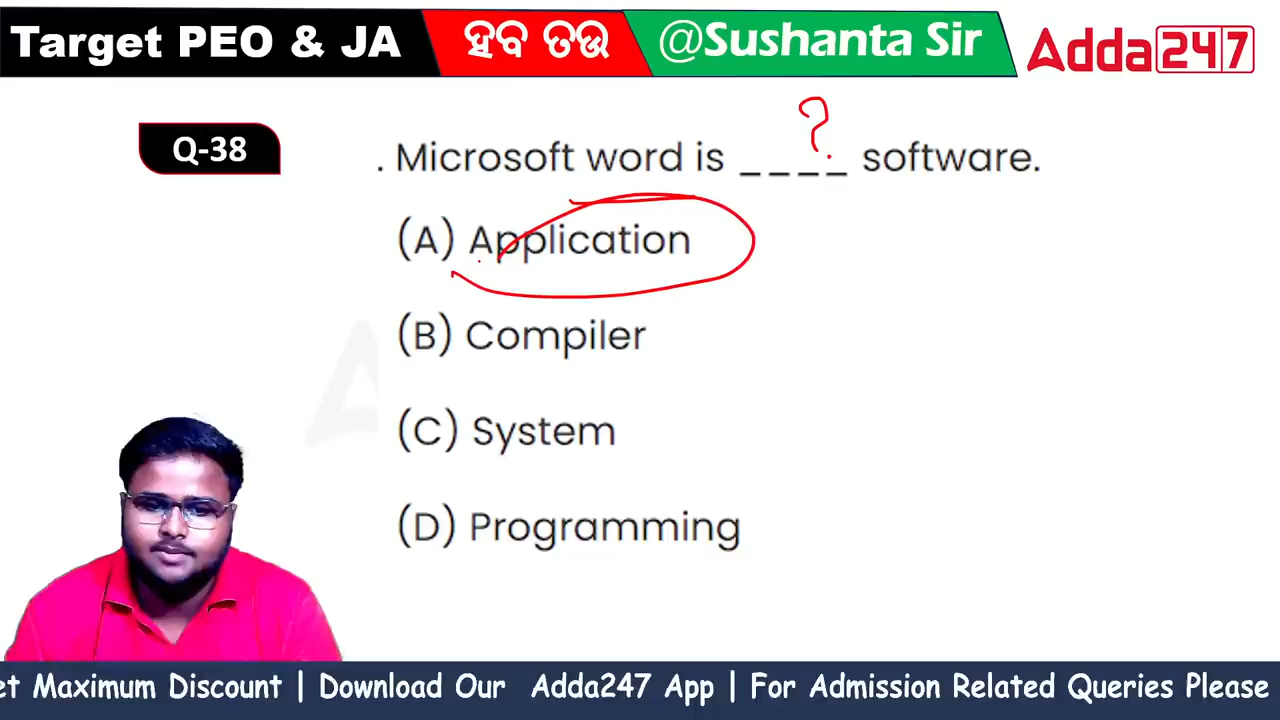 Target PEO & JA ହବ ତଉ @Sushanta Sir Adda247
Q-38
. Microsoft word is ____ software.
?
(A) Application
(B) Compiler
(C) System
(D) Programming
et Maximum Discount | Download Our Adda247 App | For Admission Related Queries Please